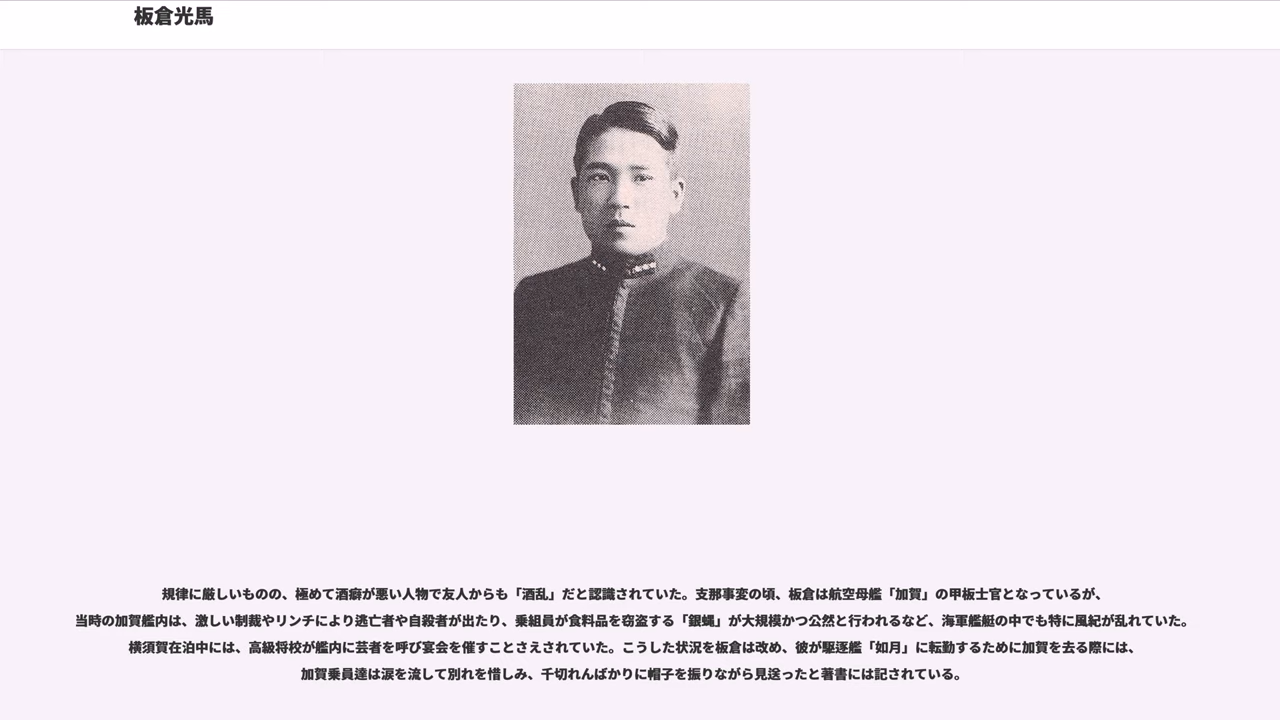 板倉光馬
規律に厳しいものの、極めて酒癖が悪い人物で友人からも「酒乱」だと認識されていた。支那事変の頃、板倉は航空母艦「加賀」の甲板士官となっているが、
当時の加賀艦内は、激しい制裁やリンチにより逃亡者や自殺者が出たり、乗組員が食料品を窃盗する「銀蝿」が大規模かつ公然と行われるなど、海軍艦艇の中でも特に風紀が乱れていた。
横須賀在泊中には、高級将校が艦内に芸者を呼び宴会を催すことさえされていた。こうした状況を板倉は改め、彼が駆逐艦「如月」に転勤するために加賀を去る際には、
加賀乗員達は涙を流して別れを惜しみ、千切れんばかりに帽子を振りながら見送ったと著書には記されている。